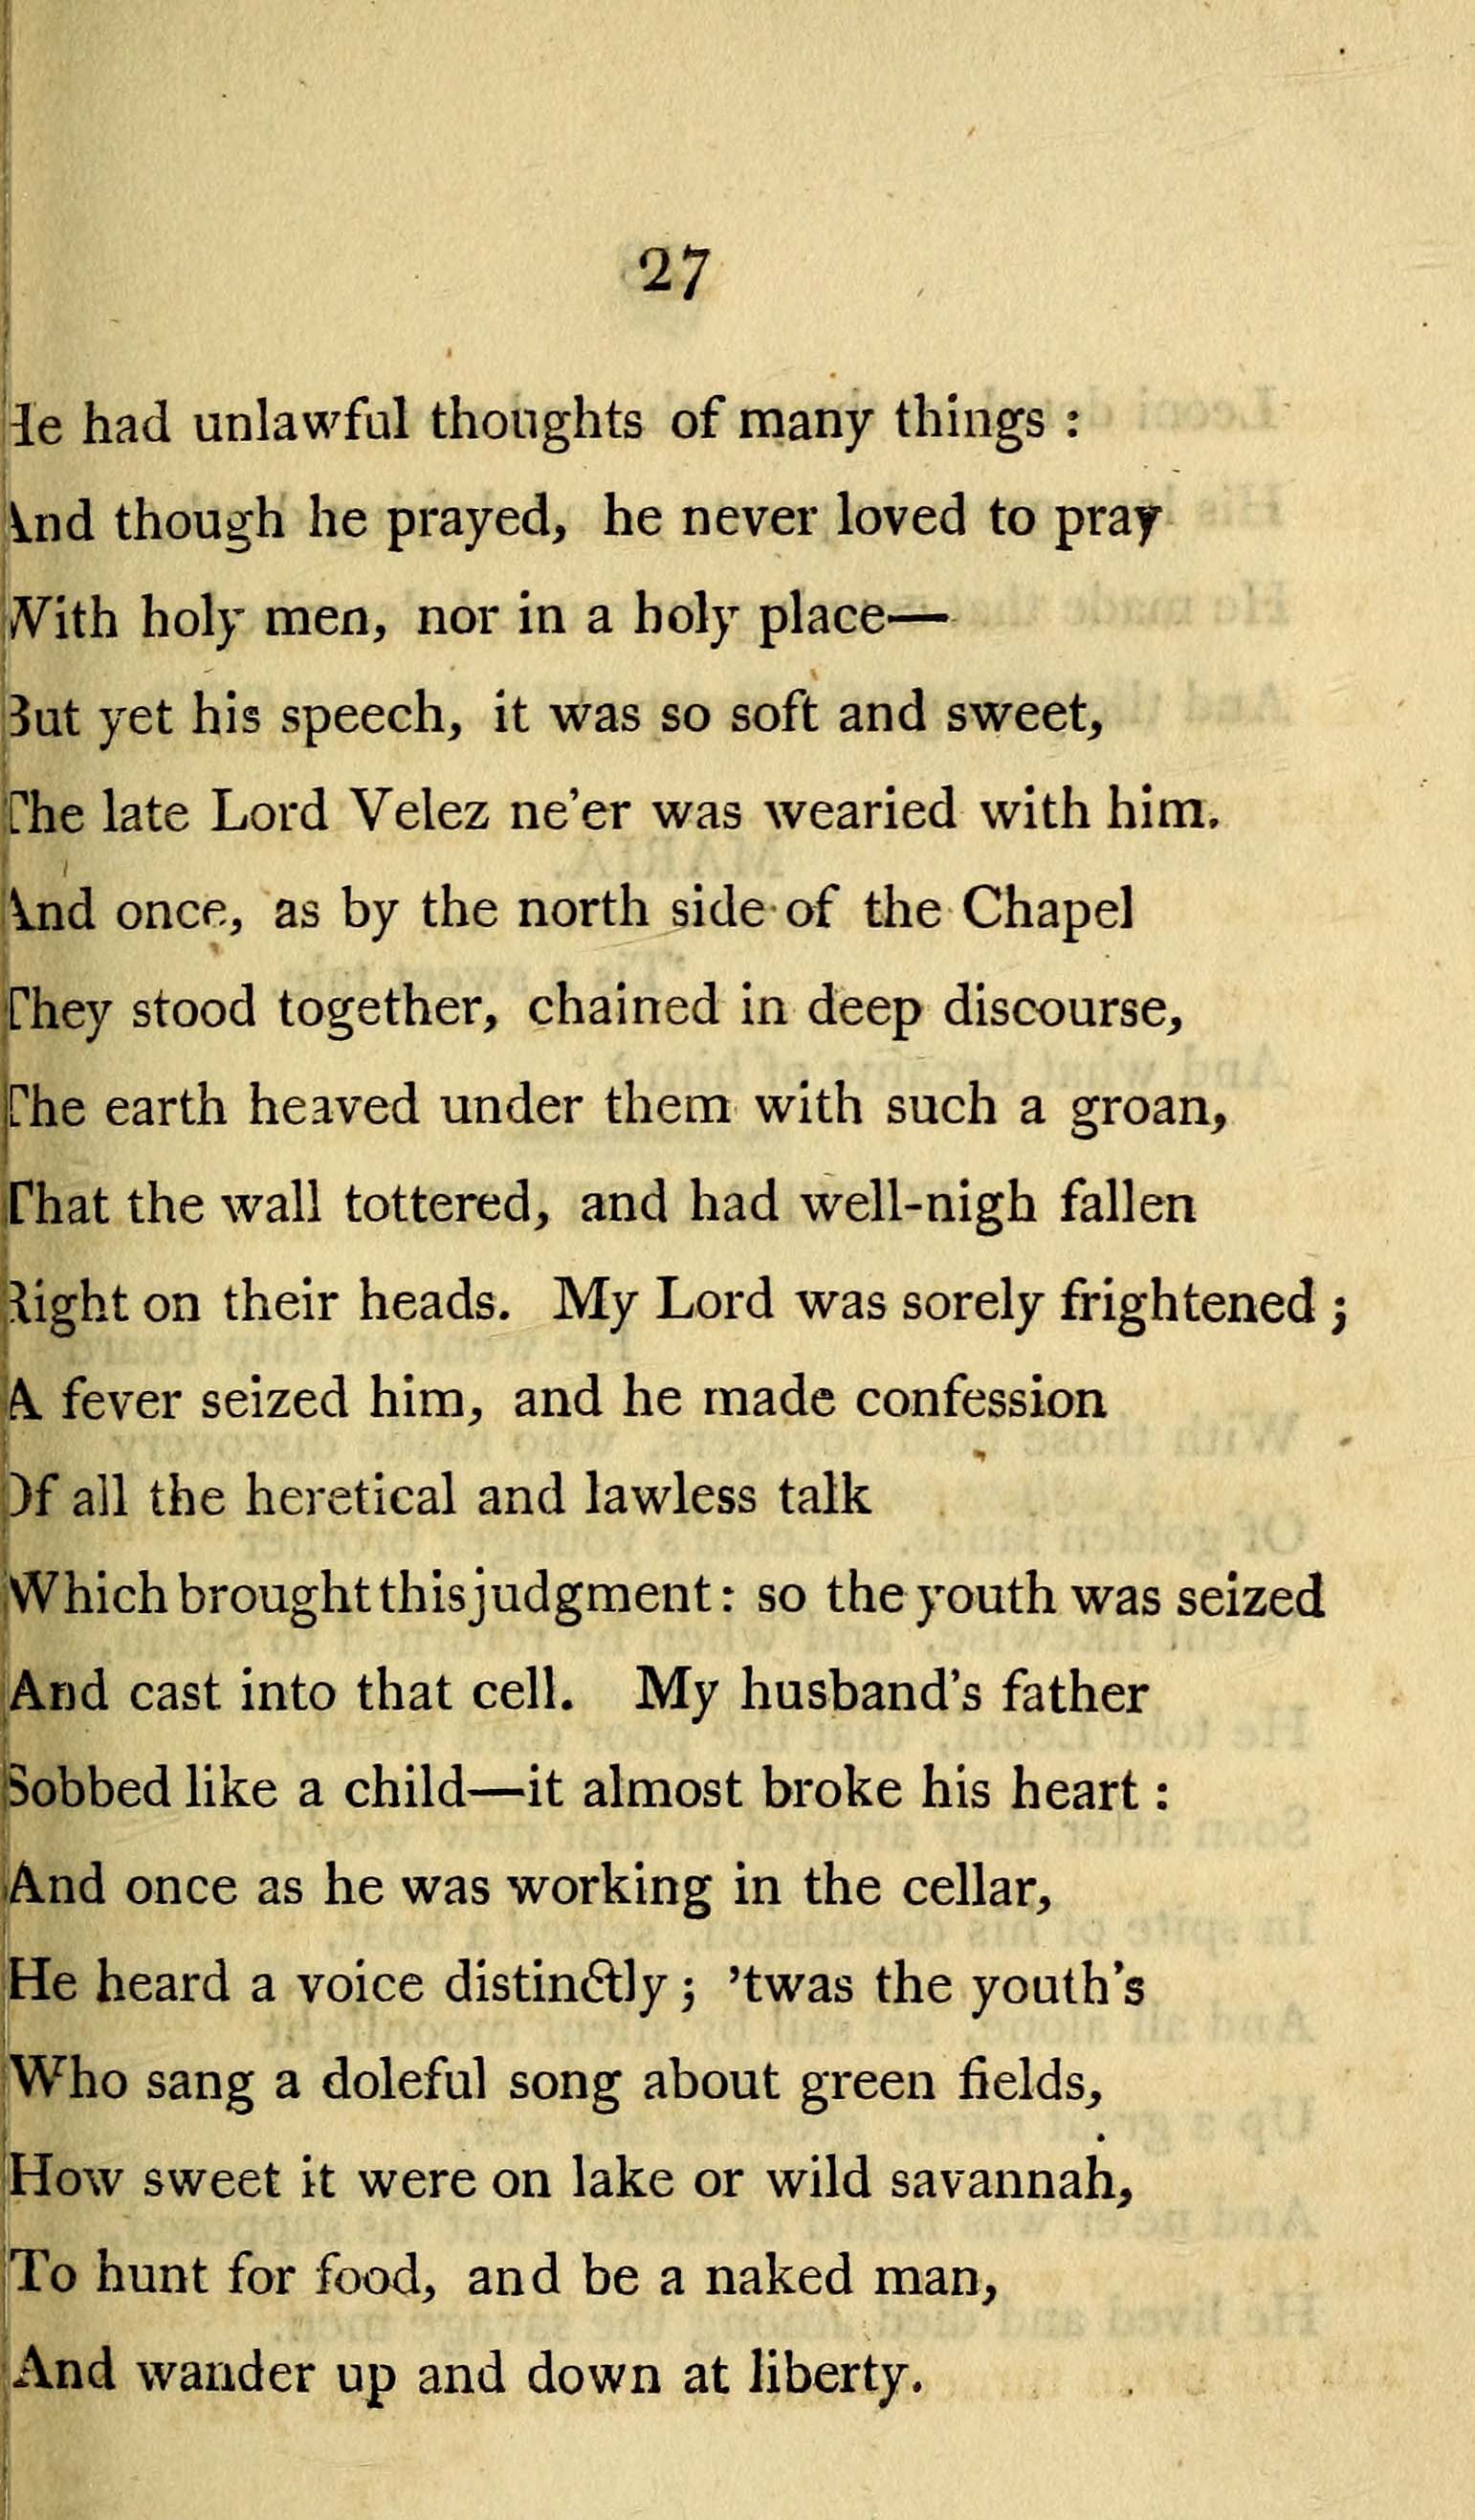 27
He had unlawful thoughts of many things :
And though he prayed, he never loved to pray
With holy men, nor in a holy place—
But yet his speech, it was so soft and sweet,
The late Lord Velez ne'er was wearied with him.
And once, as by the north side of the Chapel
They stood together, chained in deep discourse,
The earth heaved under them with such a groan,
That the wall tottered, and had well-nigh fallen
Right on their heads. My Lord was sorely frightened ;
A fever seized him, and he made confession
Of all the heretical and lawless talk
Which brought this judgment : so the youth was seized
And cast into that cell. My husband's father
Sobbed like a child—it almost broke his heart :
And once as he was working in the cellar,
He heard a voice distinctly ; 'twas the youth's
Who sang a doleful song about green fields,
How sweet it were on lake or wild savannah,
To hunt for food, and be a naked man,
And wander up and down at liberty.